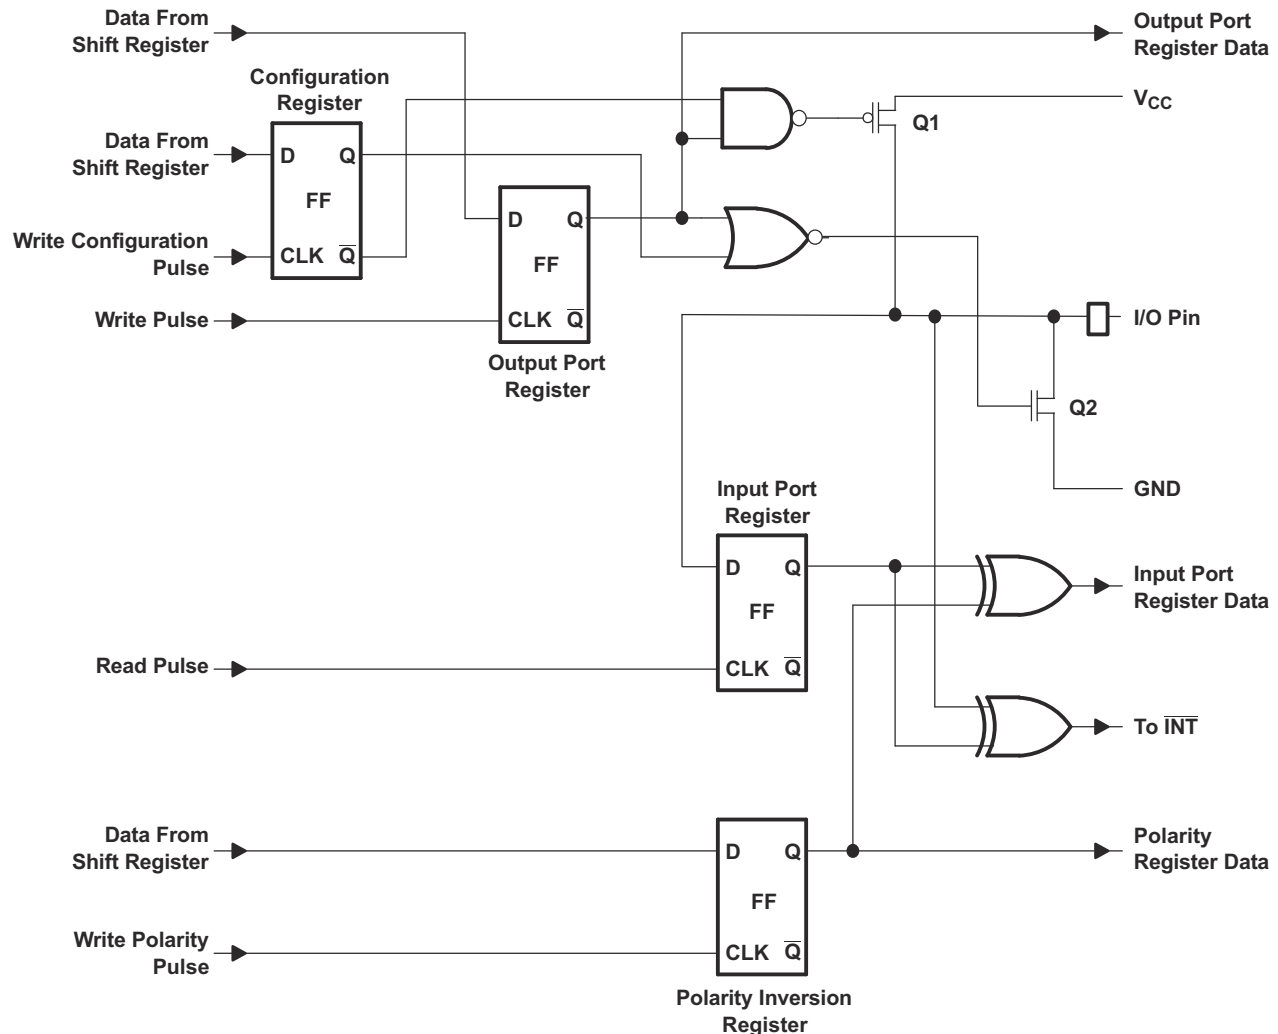 Data From
Shift Register
Output Port
Register Data
Configuration
Register
VCC
Q1
Data From
Shift Register
D Q
FF
CLK Q̅
D Q
FF
CLK Q̅
Write Configuration
Pulse
Write Pulse
I/O Pin
Output Port
Register
Q2
GND
Input Port
Register
D Q
FF
CLK Q̅
Input Port
Register Data
Read Pulse
To I̅N̅T̅
Data From
Shift Register
D Q
FF
CLK Q̅
Polarity
Register Data
Write Polarity
Pulse
Polarity Inversion
Register